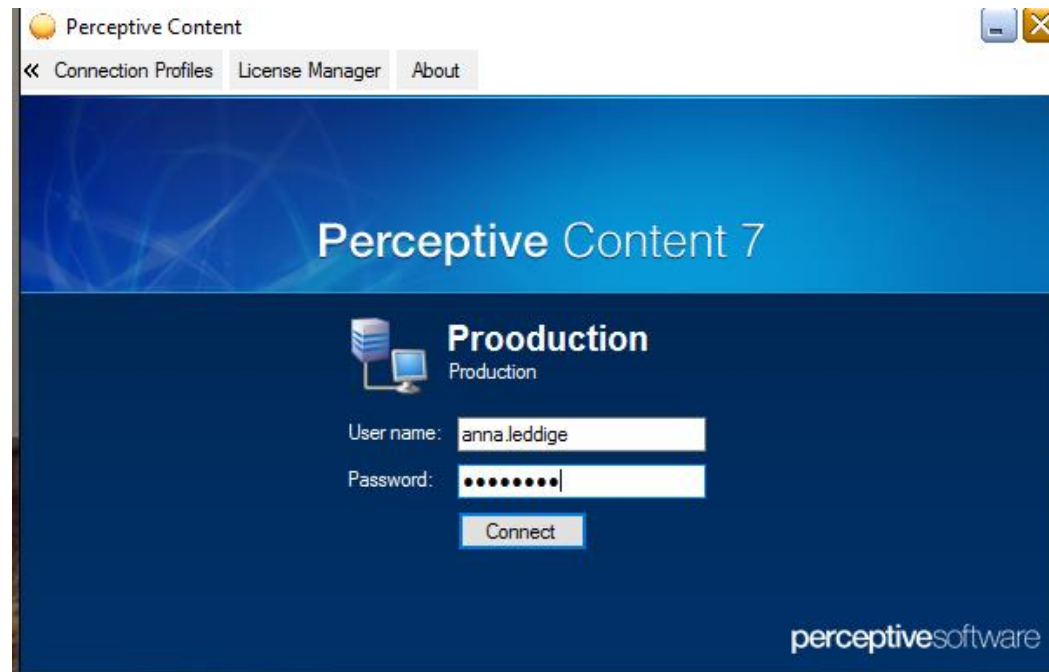 Perceptive Content
« Connection Profiles License Manager About
Perceptive Content 7
Prooduction
Production
User name: anna.leddige
Password: ●●●●●●●●
Connect
perceptivesoftware